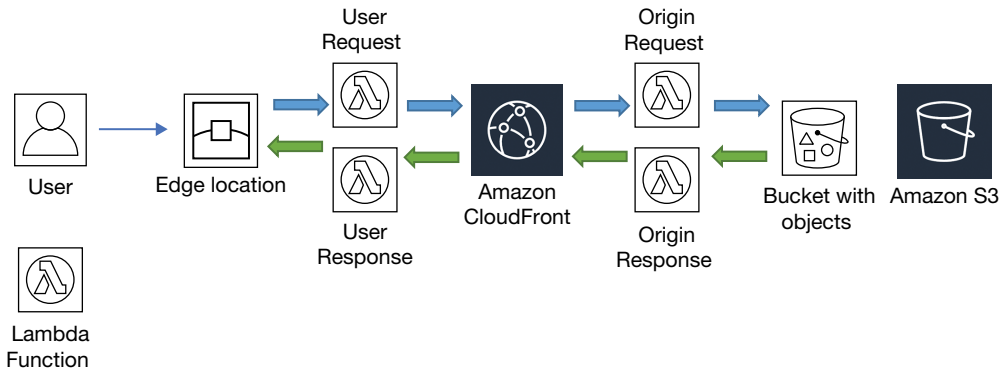 User
Request
Origin
Request
User
Edge location
Amazon
CloudFront
Bucket with
objects
Amazon S3
User
Response
Origin
Response
Lambda
Function